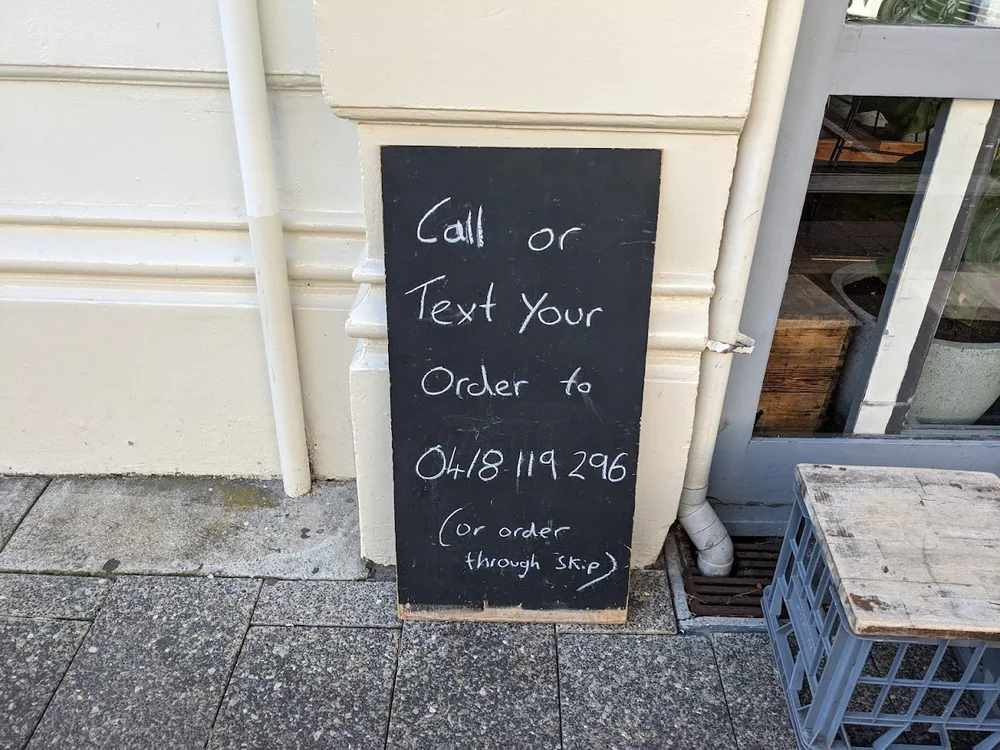 Call or
Text Your
Order to
0418 119 296
(or order
through Skip)